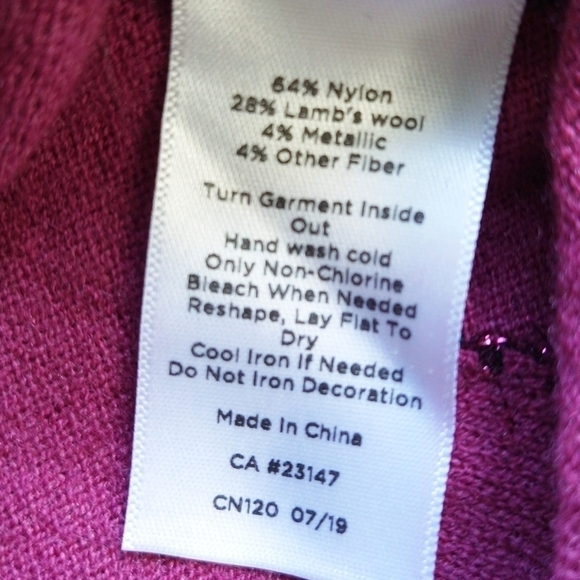 64% Nylon
28% Lamb's wool
4% Metallic
4% Other Fiber
Turn Garment Inside
Out
Hand wash cold
Only Non-Chlorine
Bleach When Needed
Reshape, Lay Flat To
Dry
Cool Iron If Needed
Do Not Iron Decoration
Made In China
CA #23147
CN120 07/19